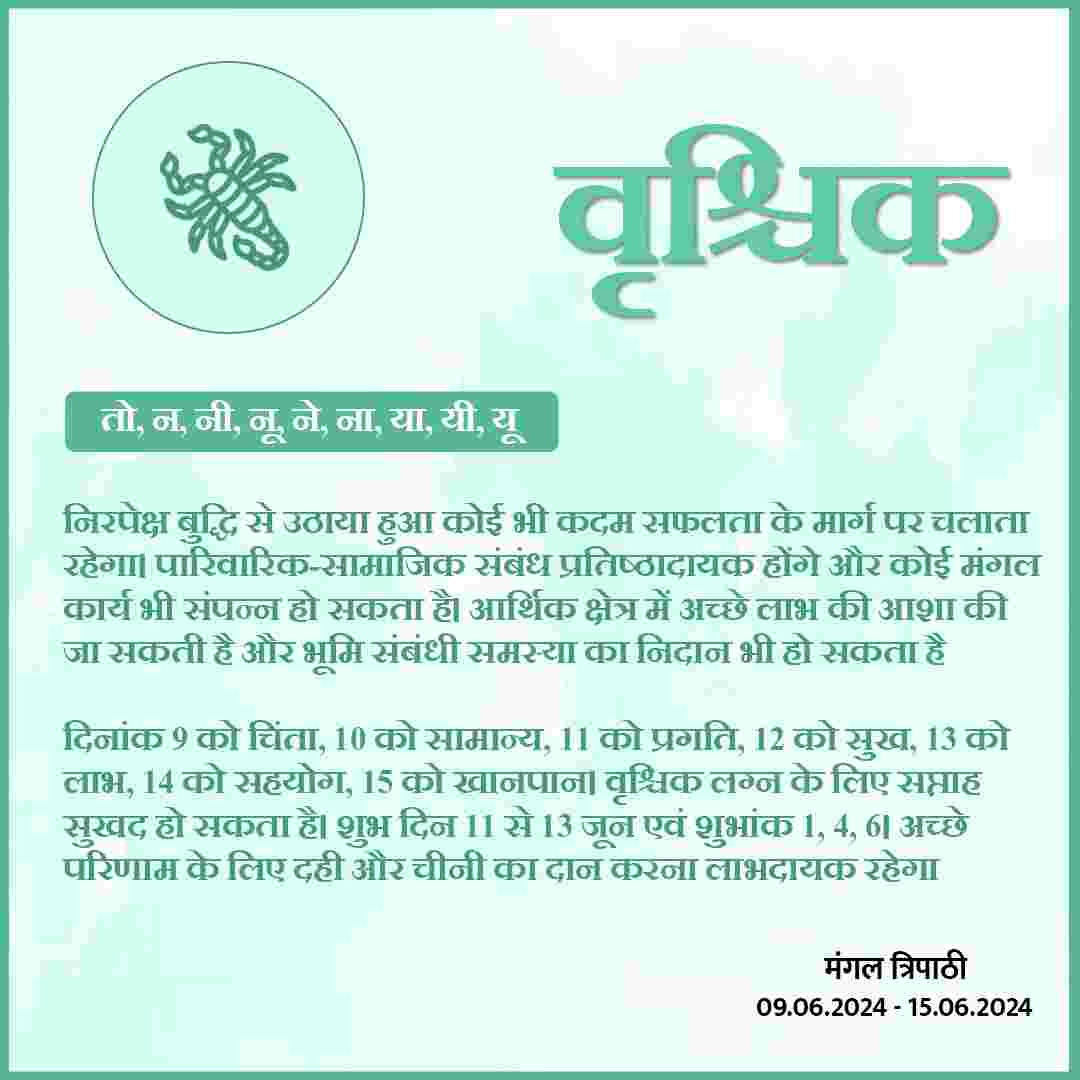 वृश्चिक
तो, न, नी, नू, ने, ना, या, यी, यू
निरपेक्ष बुद्धि से उठाया हुआ कोई भी कदम सफलता के मार्ग पर चलाता
रहेगा। पारिवारिक-सामाजिक संबंध प्रतिष्ठादायक होंगे और कोई मंगल
कार्य भी संपन्न हो सकता है। आर्थिक क्षेत्र में अच्छे लाभ की आशा की
जा सकती है और भूमि संबंधी समस्या का निदान भी हो सकता है
दिनांक 9 को चिंता, 10 को सामान्य, 11 को प्रगति, 12 को सुख, 13 को
लाभ, 14 को सहयोग, 15 को खानपान। वृश्चिक लग्न के लिए सप्ताह
सुखद हो सकता है। शुभ दिन 11 से 13 जून एवं शुभांक 1, 4, 6। अच्छे
परिणाम के लिए दही और चीनी का दान करना लाभदायक रहेगा
मंगल त्रिपाठी
09.06.2024 - 15.06.2024